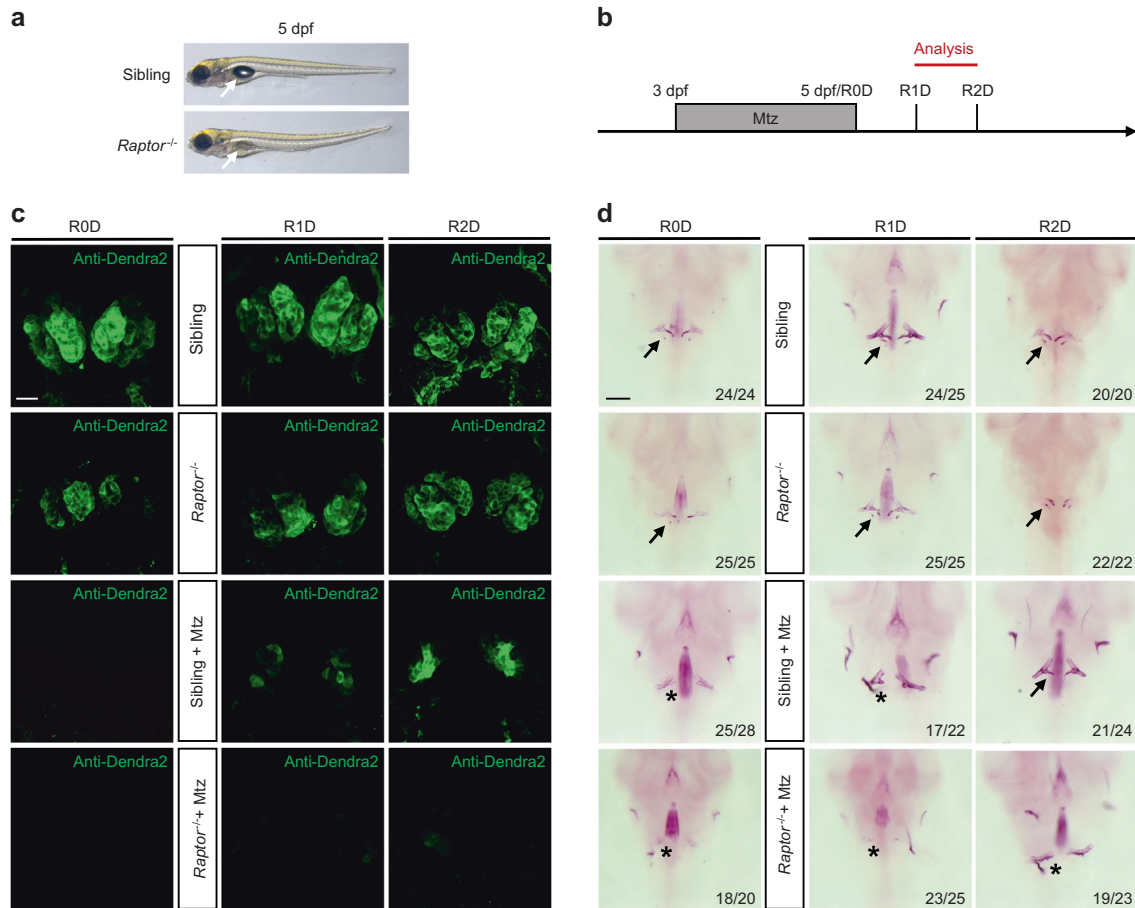 a
5 dpf
Sibling
Raptor-/-
b
Analysis
3 dpf
5 dpf/R0D
R1D
R2D
Mtz
c
R0D
R1D
R2D
Anti-Dendra2
Anti-Dendra2
Anti-Dendra2
Sibling
Anti-Dendra2
Anti-Dendra2
Anti-Dendra2
Raptor-/-
Anti-Dendra2
Anti-Dendra2
Anti-Dendra2
Sibling + Mtz
Anti-Dendra2
Anti-Dendra2
Anti-Dendra2
Raptor-/-+ Mtz
d
R0D
R1D
R2D
Sibling
24/24
24/25
20/20
Raptor-/-
25/25
25/25
22/22
Sibling + Mtz
*
*
25/28
17/22
21/24
Raptor-/-+ Mtz
*
*
*
18/20
23/25
19/23